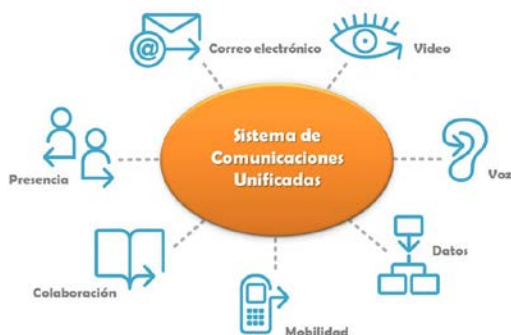 Correo electrónico
Video
Sistema de
Comunicaciones
Unificadas
Presencia
Voz
Datos
Colaboración
Mobilidad